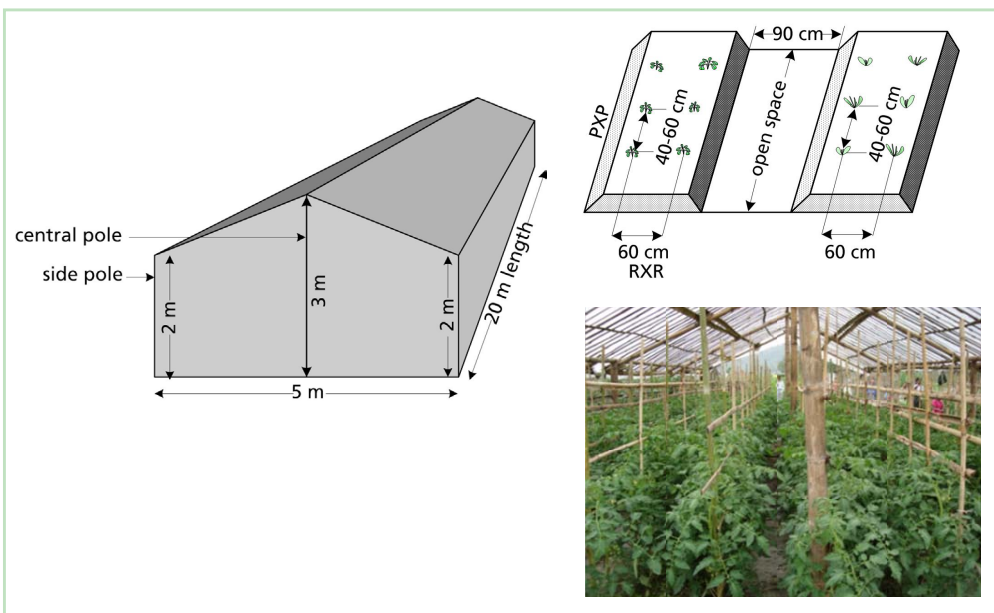 central pole
side pole
2 m
3 m
2 m
5 m
20 m length
90 cm
PXP
40-60 cm
open space
40-60 cm
60 cm
RXR
60 cm